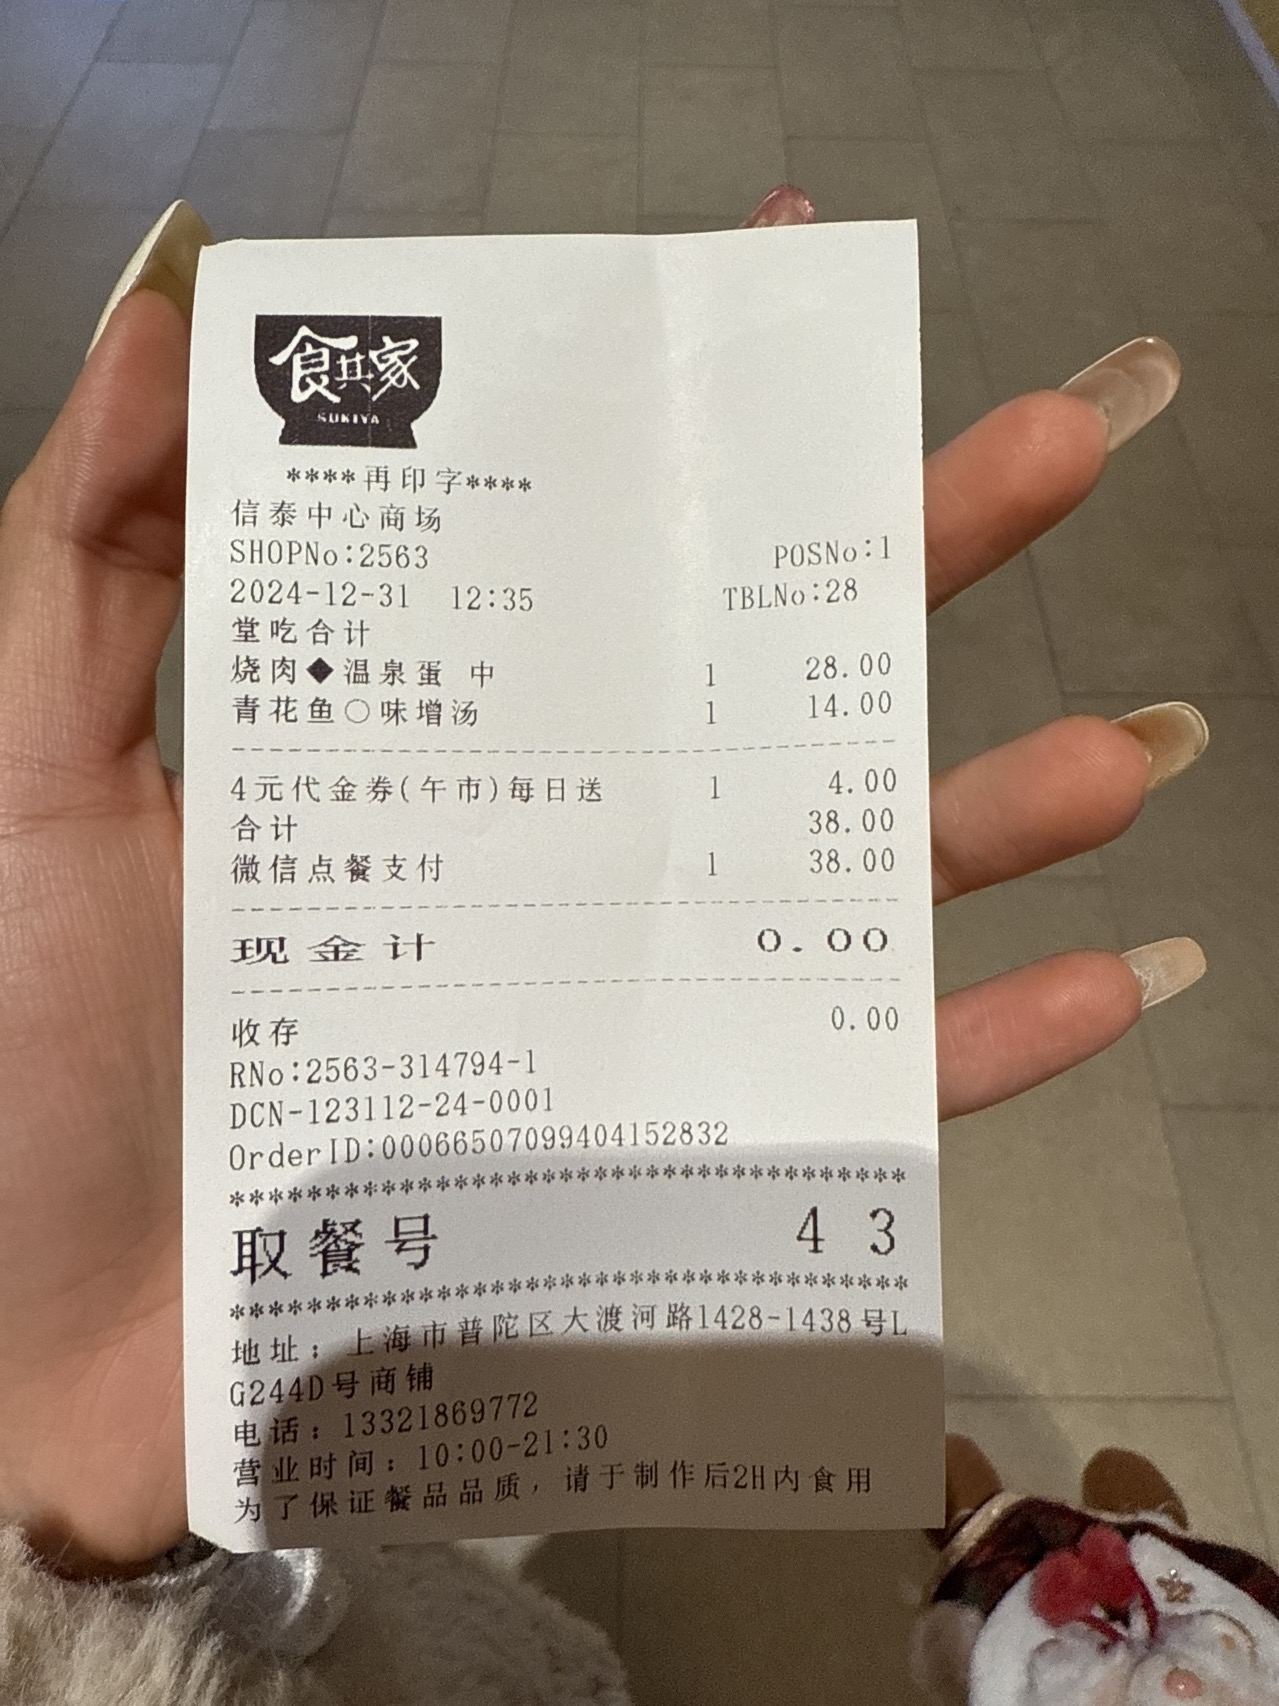 食其家
SUKIYA
****再印字****
信泰中心商场
SHOPNo:2563 POSNo:1
2024-12-31 12:35 TBLNo:28
堂吃合计
烧肉◆温泉蛋 中 1 28.00
青花鱼○味增汤 1 14.00
4元代金券(午市)每日送 1 4.00
合计 38.00
微信点餐支付 1 38.00
现金计 0.00
收存 0.00
RNo:2563-314794-1
DCN-123112-24-0001
OrderID:00066507099404152832
***********************************
取餐号 43
***********************************
地址：上海市普陀区大渡河路1428-1438号L
G244D号商铺
电话：13321869772
营业时间：10:00-21:30
为了保证餐品品质，请于制作后2H内食用